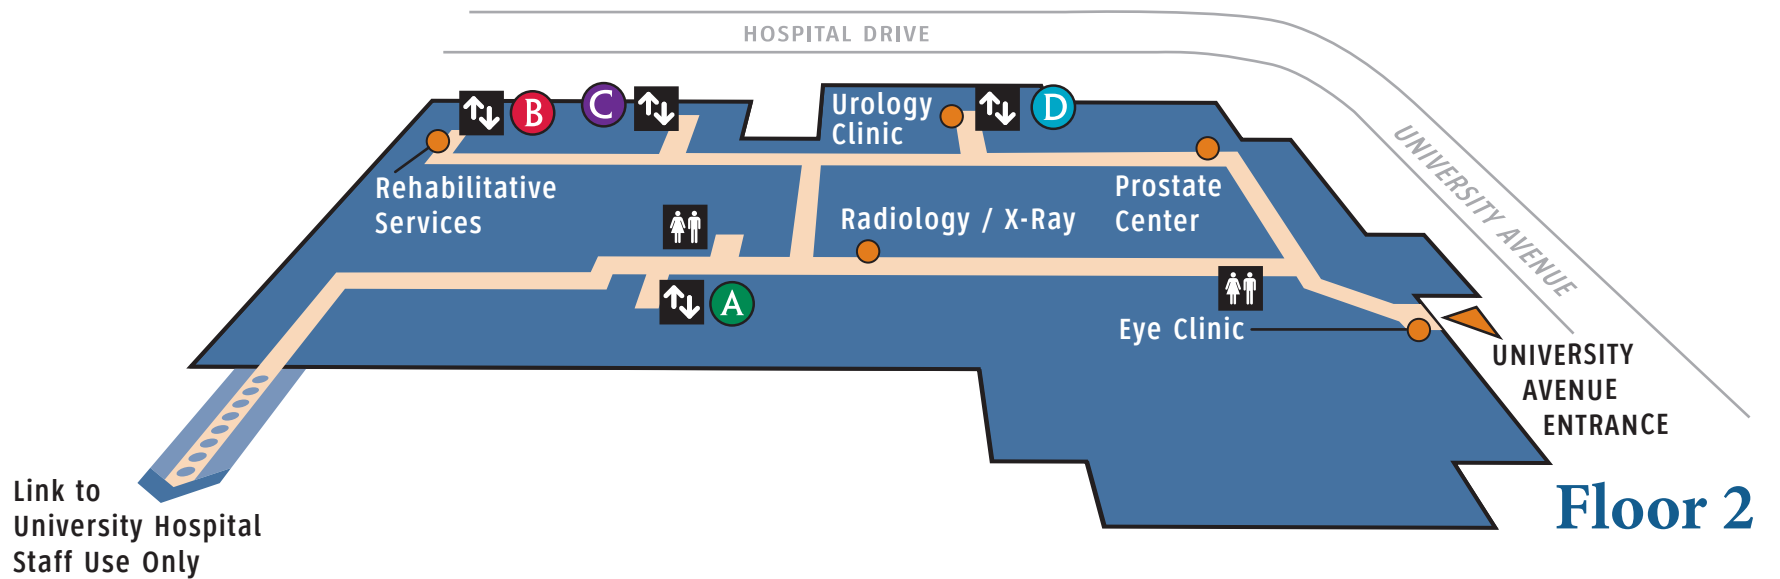 HOSPITAL DRIVE
UNIVERSITY AVENUE
B
C
D
Urology
Clinic
Rehabilitative
Services
Prostate
Center
Radiology / X-Ray
A
Eye Clinic
UNIVERSITY
AVENUE
ENTRANCE
Link to
University Hospital
Staff Use Only
Floor 2